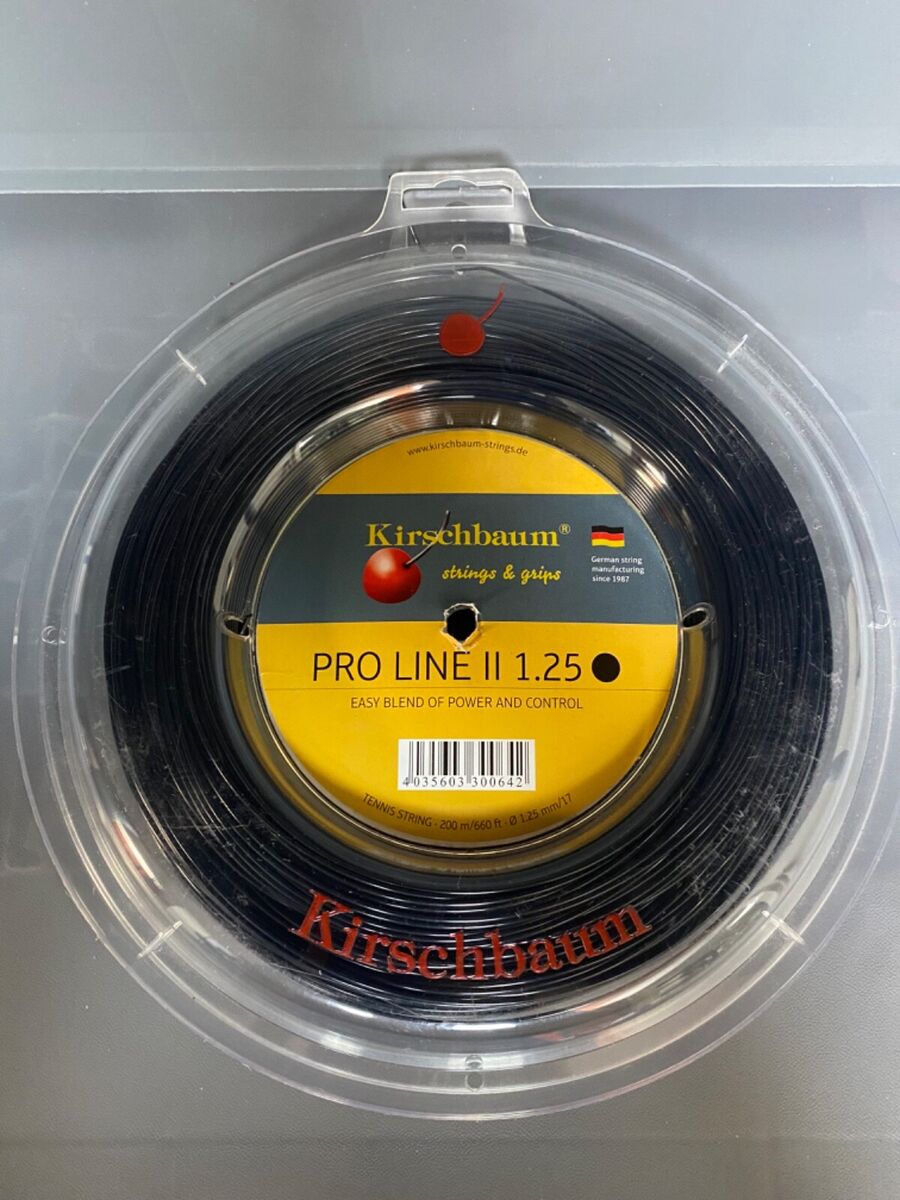 www.kirschbaum-strings.de
Kirschbaum®
strings & grips
German string
manufacturing
since 1987
PRO LINE II 1.25
EASY BLEND OF POWER AND CONTROL
4035603 300642
TENNIS STRING · 200 m/660 ft · Ø 1.25 mm/17
Kirschbaum